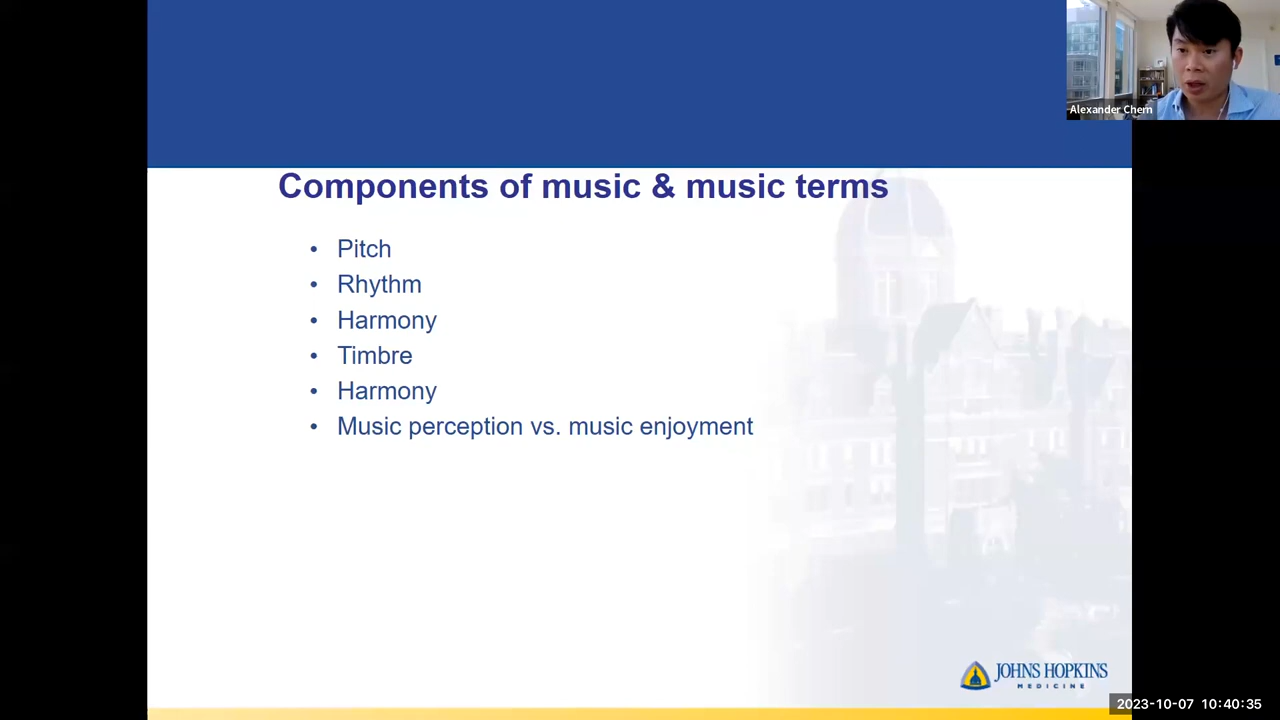 Alexander Chern
Components of music & music terms
• Pitch
• Rhythm
• Harmony
• Timbre
• Harmony
• Music perception vs. music enjoyment
JOHNS HOPKINS
MEDICINE
2023-10-07 10:40:35